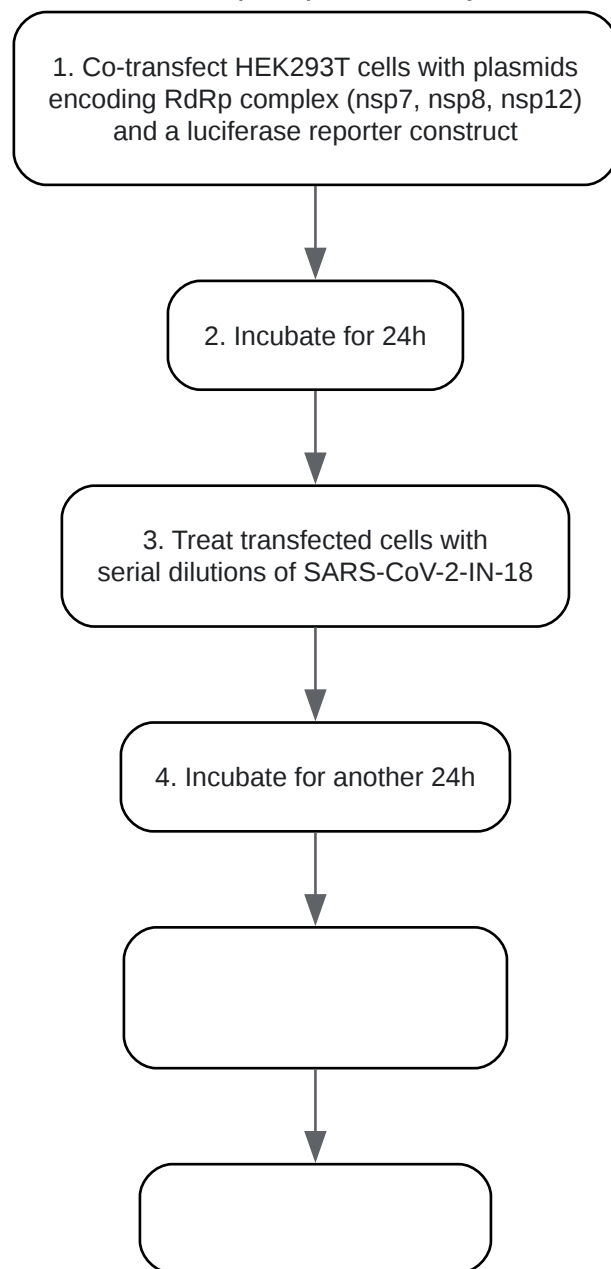 1. Co-transfect HEK293T cells with plasmids
encoding RdRp complex (nsp7, nsp8, nsp12)
and a luciferase reporter construct
2. Incubate for 24h
3. Treat transfected cells with
serial dilutions of SARS-CoV-2-IN-18
4. Incubate for another 24h